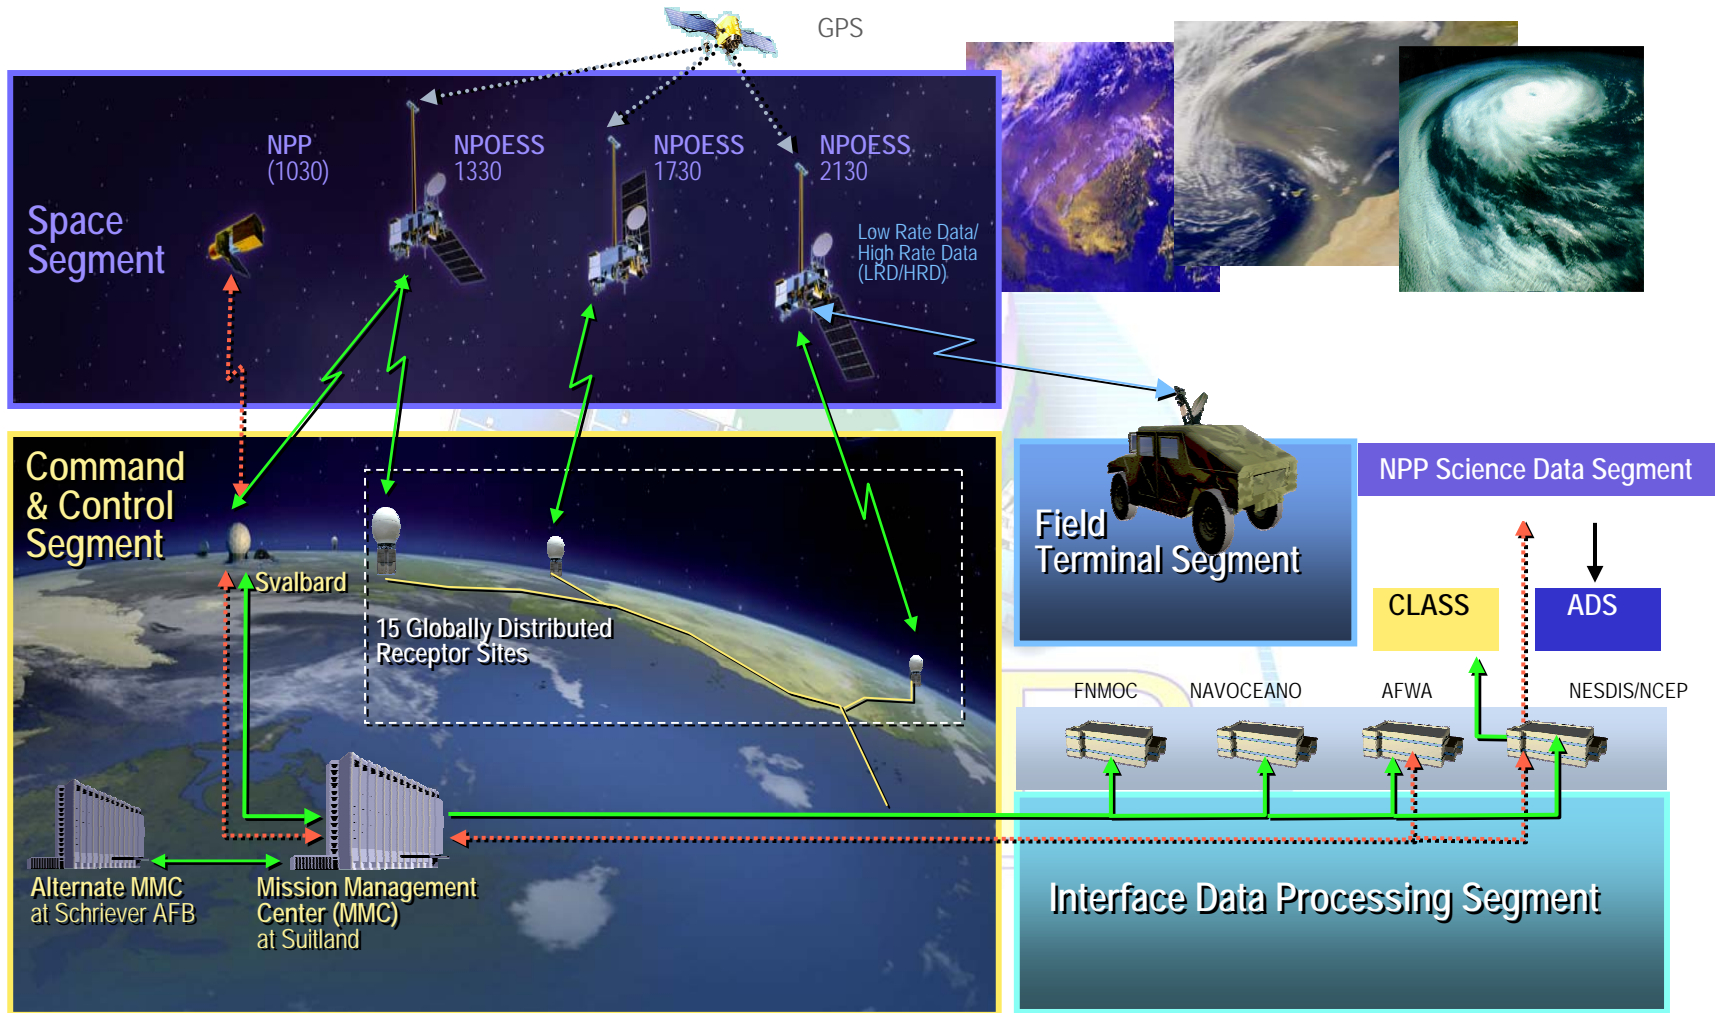 GPS
NPP
(1030)
NPOESS
1330
NPOESS
1730
NPOESS
2130
Space
Segment
Low Rate Data/
High Rate Data
(LRD/HRD)
Command
& Control
Segment
Svalbard
15 Globally Distributed
Receptor Sites
Alternate MMC
at Schriever AFB
Mission Management
Center (MMC)
at Suitland
Field
Terminal Segment
NPP Science Data Segment
CLASS
ADS
FNMOC
NAVOCEANO
AFWA
NESDIS/NCEP
Interface Data Processing Segment